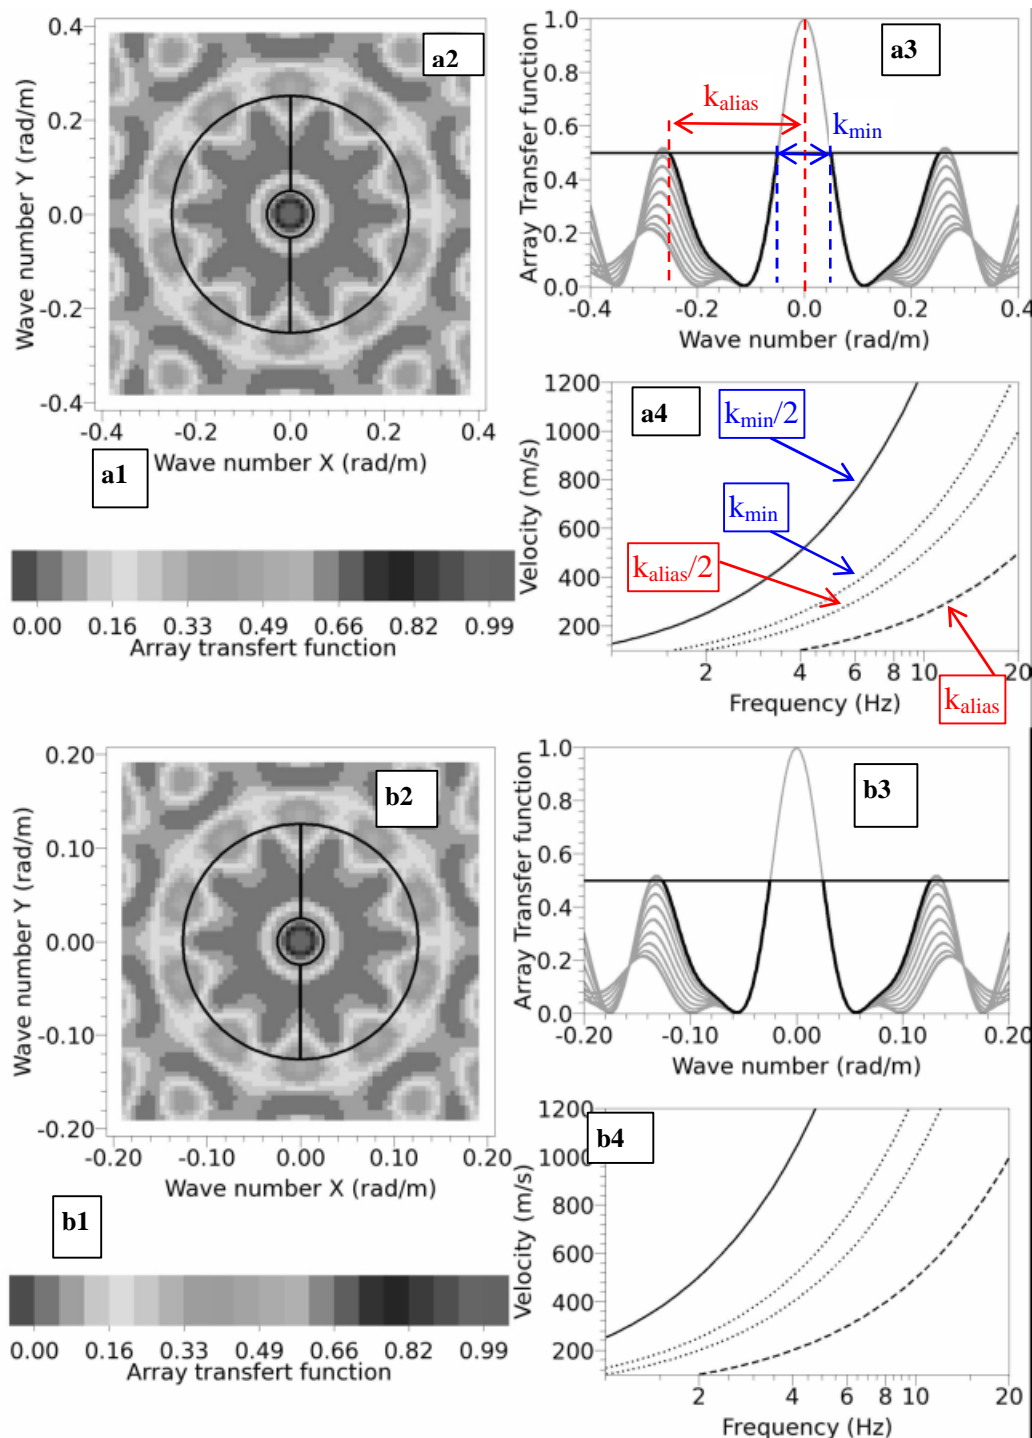 0.4
0.2
0.0
-0.2
-0.4
Wave number Y (rad/m)
a2
-0.4 -0.2 0.0 0.2 0.4
Wave number X (rad/m)
a1
0.00 0.16 0.33 0.49 0.66 0.82 0.99
Array transfert function
1.0
0.8
0.6
0.4
0.2
0.0
Array Transfer function
a3
kalias
kmin
-0.4 -0.2 0.0 0.2 0.4
Wave number (rad/m)
1200
1000
800
600
400
200
Velocity (m/s)
a4
kmin/2
kmin
kalias/2
kalias
2 4 6 8 10 20
Frequency (Hz)
0.20
0.10
0.00
-0.10
-0.20
Wave number Y (rad/m)
b2
-0.20 -0.10 0.00 0.10 0.20
Wave number X (rad/m)
b1
0.00 0.16 0.33 0.49 0.66 0.82 0.99
Array transfert function
1.0
0.8
0.6
0.4
0.2
0.0
Array Transfer function
b3
-0.20 -0.10 0.00 0.10 0.20
Wave number (rad/m)
1200
1000
800
600
400
200
Velocity (m/s)
b4
2 4 6 8 10 20
Frequency (Hz)